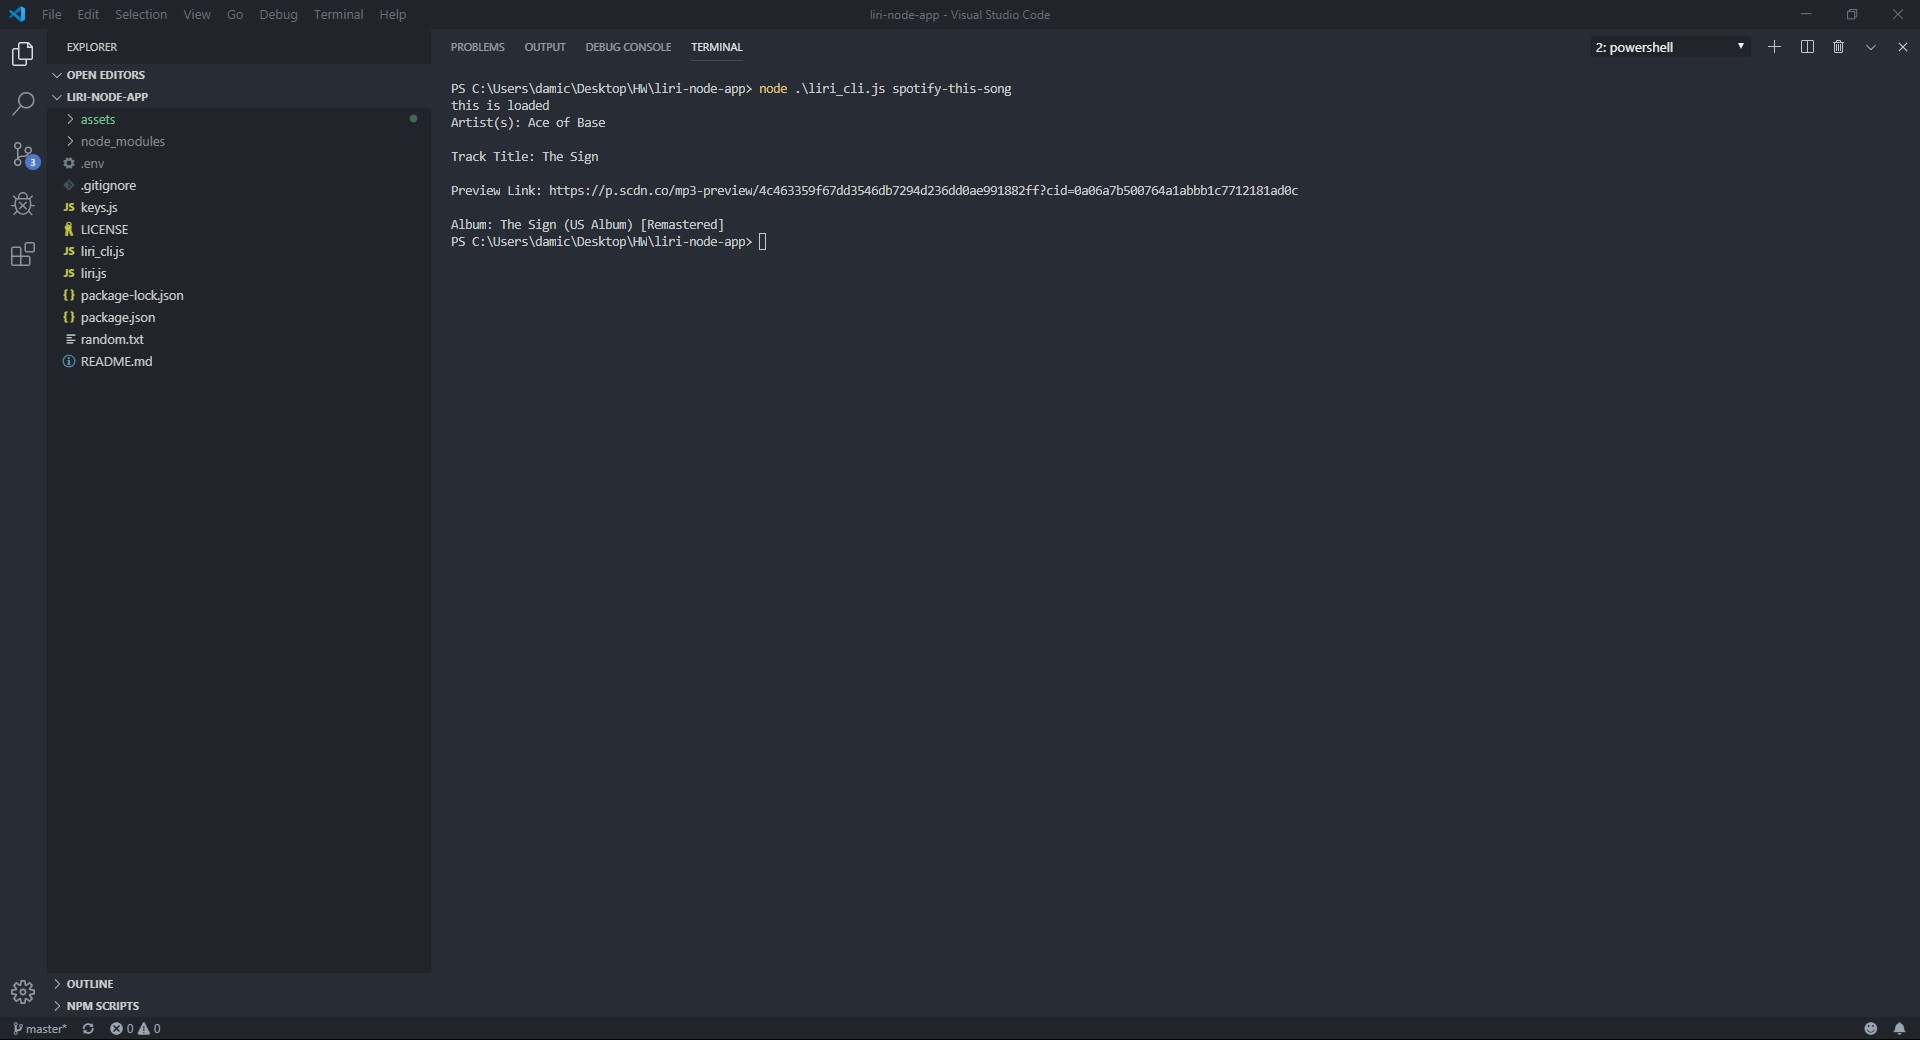 File Edit Selection View Go Debug Terminal Help
liri-node-app - Visual Studio Code
EXPLORER
OPEN EDITORS
LIRI-NODE-APP
assets
node_modules
.env
.gitignore
JS keys.js
LICENSE
JS liri_cli.js
JS liri.js
{} package-lock.json
{} package.json
random.txt
README.md
OUTLINE
NPM SCRIPTS
3
PROBLEMS OUTPUT DEBUG CONSOLE TERMINAL
2: powershell
PS C:\Users\damic\Desktop\HW\liri-node-app> node .\liri_cli.js spotify-this-song
this is loaded
Artist(s): Ace of Base
Track Title: The Sign
Preview Link: https://p.scdn.co/mp3-preview/4c463359f67dd3546db7294d236dd0ae991882ff?cid=0a06a7b500764a1abbb1c7712181ad0c
Album: The Sign (US Album) [Remastered]
PS C:\Users\damic\Desktop\HW\liri-node-app>
master* 0 0